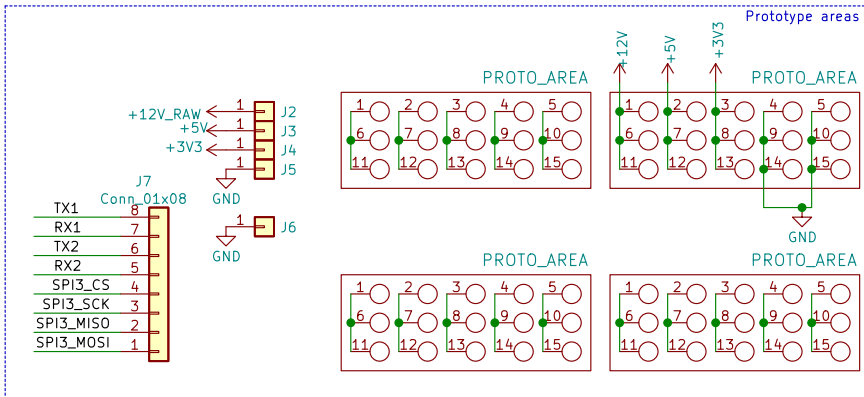 Prototype areas
+12V_RAW 1 J2
+5V 1 J3
+3V3 1 J4
1 J5
GND
1 J6
GND
J7
Conn_01x08
TX1 8
RX1 7
TX2 6
RX2 5
SPI3_CS 4
SPI3_SCK 3
SPI3_MISO 2
SPI3_MOSI 1
PROTO_AREA
1 2 3 4 5
6 7 8 9 10
11 12 13 14 15
+12V +5V +3V3
PROTO_AREA
1 2 3 4 5
6 7 8 9 10
11 12 13 14 15
GND
PROTO_AREA
1 2 3 4 5
6 7 8 9 10
11 12 13 14 15
PROTO_AREA
1 2 3 4 5
6 7 8 9 10
11 12 13 14 15